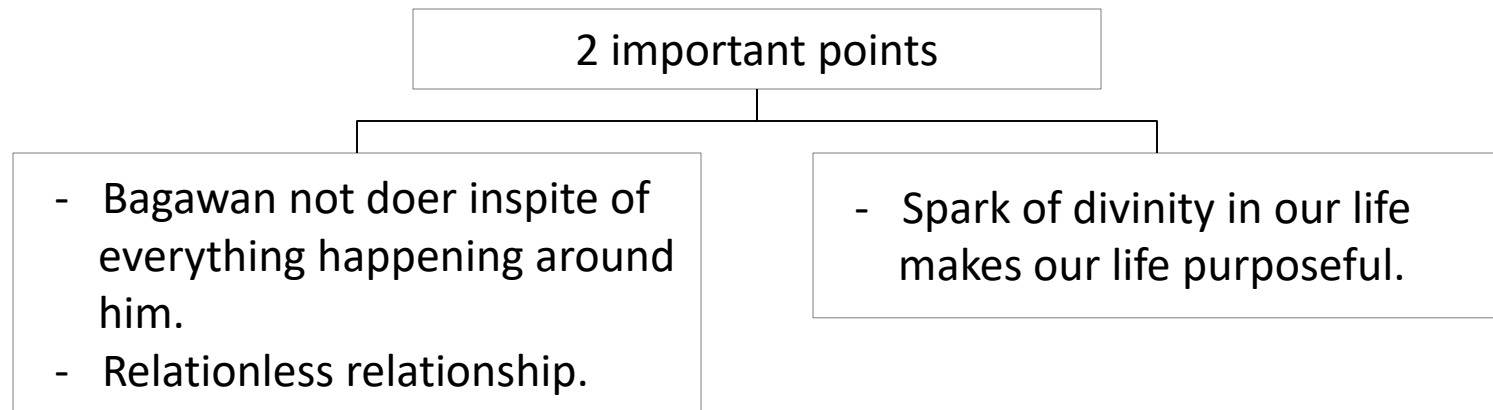 2 important points
- Bagawan not doer inspite of
everything happening around
him.
- Relationless relationship.
- Spark of divinity in our life
makes our life purposeful.